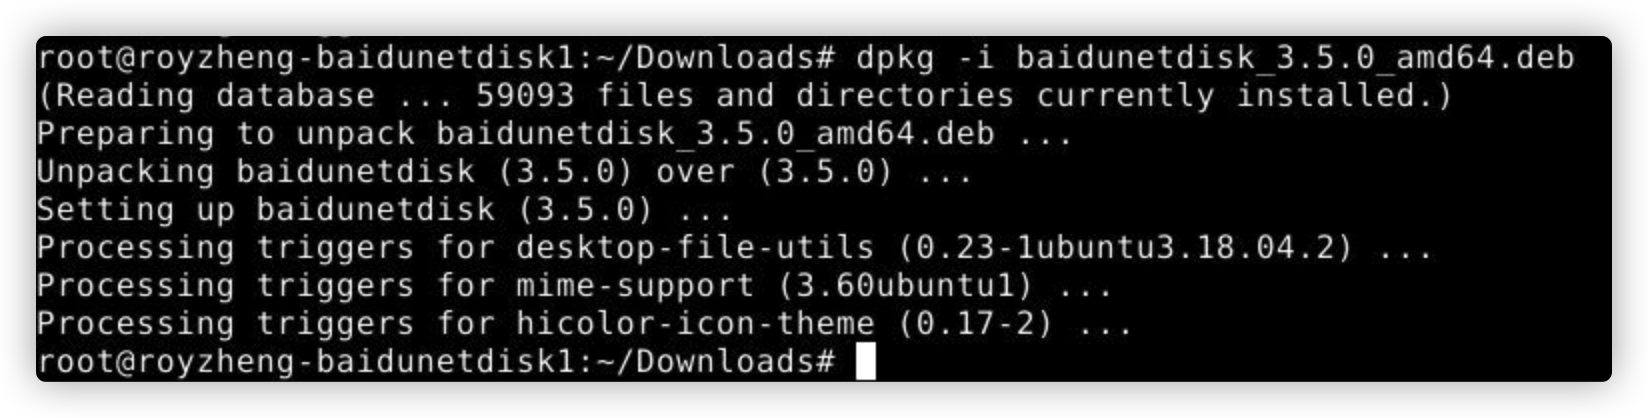 root@royzheng-baidunetdisk1:~/Downloads# dpkg -i baidunetdisk_3.5.0_amd64.deb
(Reading database ... 59093 files and directories currently installed.)
Preparing to unpack baidunetdisk_3.5.0_amd64.deb ...
Unpacking baidunetdisk (3.5.0) over (3.5.0) ...
Setting up baidunetdisk (3.5.0) ...
Processing triggers for desktop-file-utils (0.23-1ubuntu3.18.04.2) ...
Processing triggers for mime-support (3.60ubuntu1) ...
Processing triggers for hicolor-icon-theme (0.17-2) ...
root@royzheng-baidunetdisk1:~/Downloads#